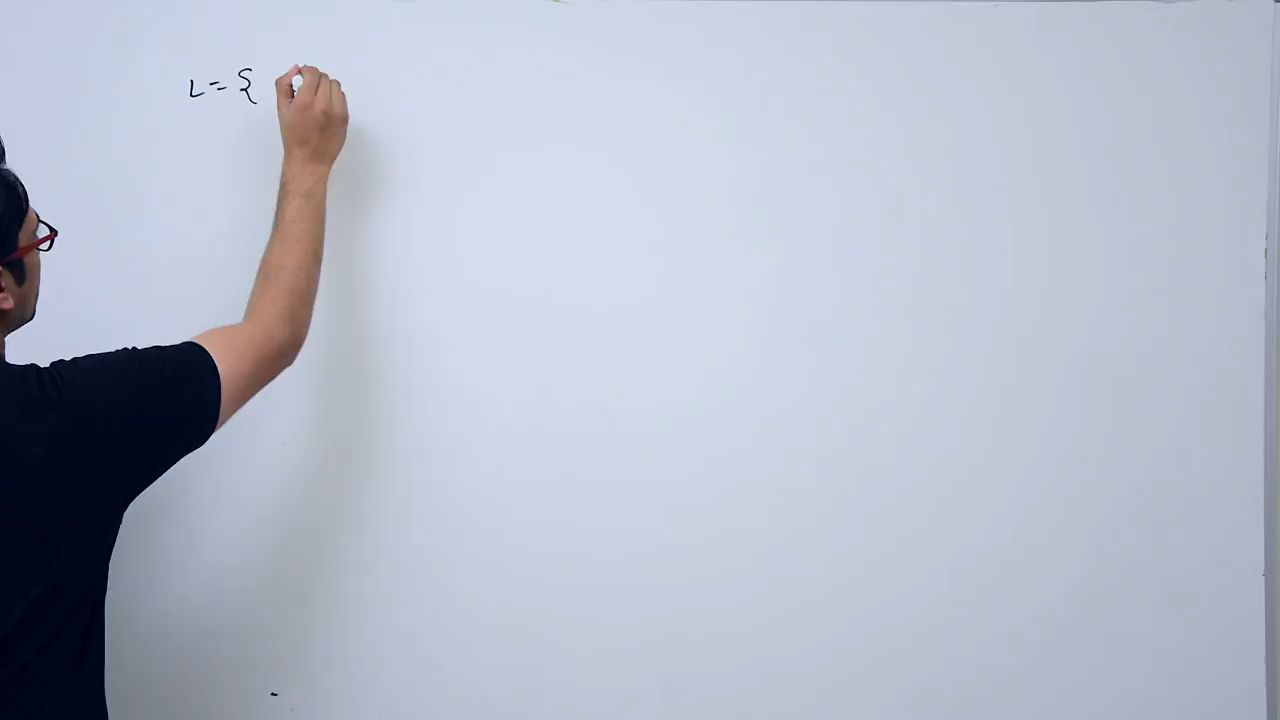 L = {